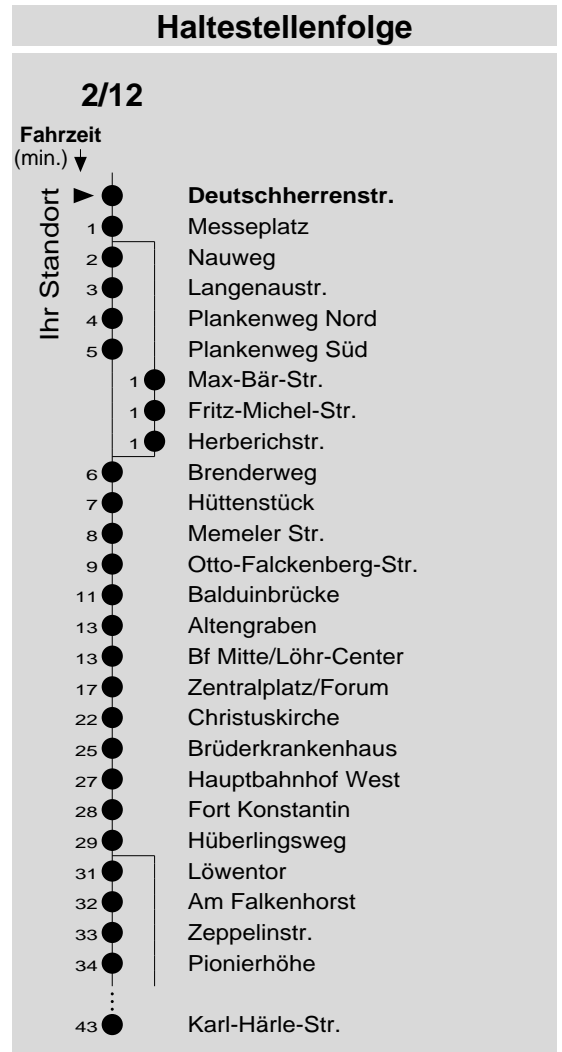 Haltestellenfolge
2/12
Fahrzeit
(min.)
Ihr Standort
Deutschherrenstr.
1 Messeplatz
2 Nauweg
3 Langenaustr.
4 Plankenweg Nord
5 Plankenweg Süd
1 Max-Bär-Str.
1 Fritz-Michel-Str.
1 Herberichstr.
6 Brenderweg
7 Hüttenstück
8 Memeler Str.
9 Otto-Falckenberg-Str.
11 Balduinbrücke
13 Altengraben
13 Bf Mitte/Löhr-Center
17 Zentralplatz/Forum
22 Christuskirche
25 Brüderkrankenhaus
27 Hauptbahnhof West
28 Fort Konstantin
29 Hüberlingsweg
31 Löwentor
32 Am Falkenhorst
33 Zeppelinstr.
34 Pionierhöhe
43 Karl-Härle-Str.